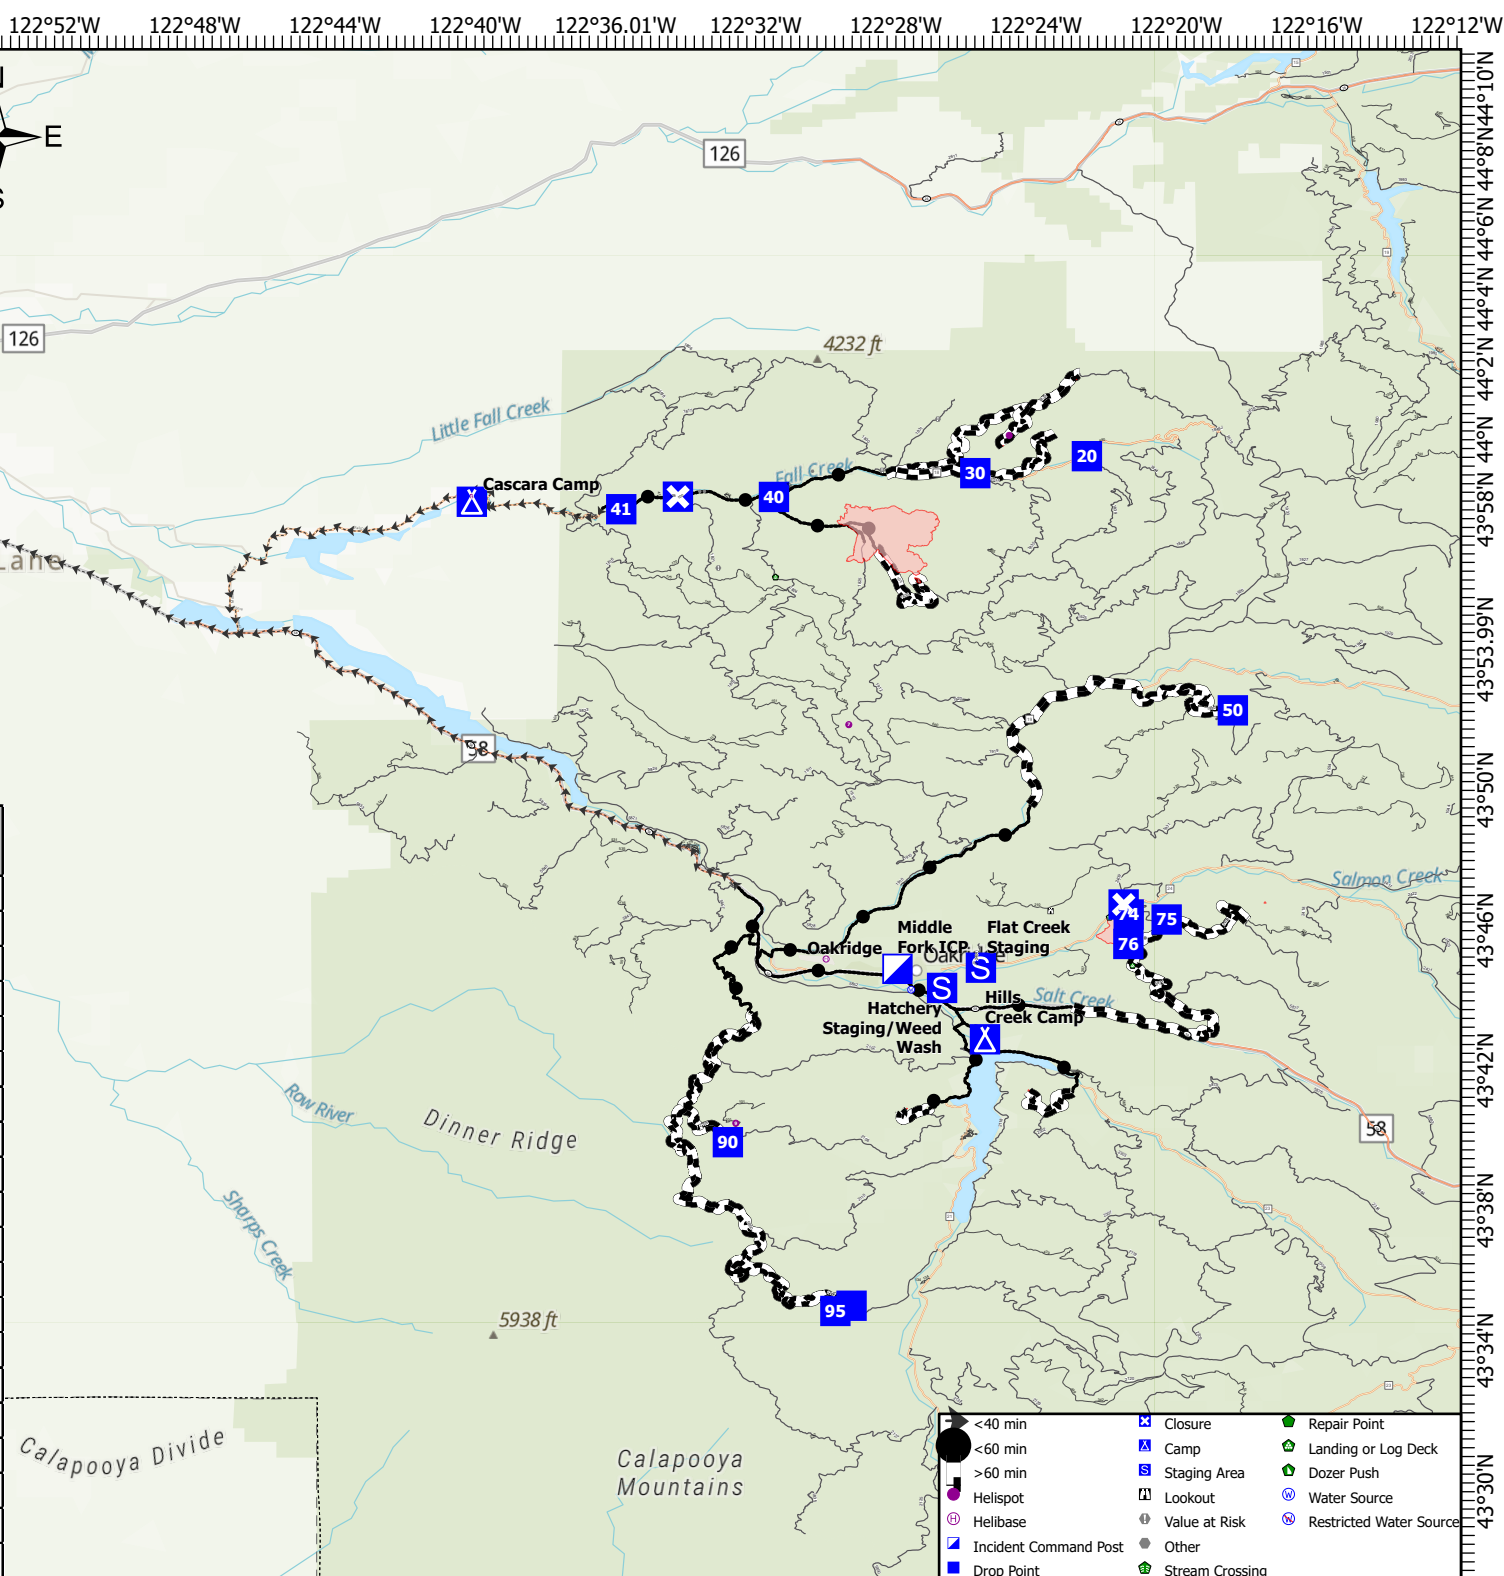 122°52'W 122°48'W 122°44'W 122°40'W 122°36.01'W 122°32'W 122°28'W 122°24'W 122°20'W 122°16'W 122°12'W
E
126
44°10'N
44°8'N
44°6'N
44°4'N
126
4232 ft
44°2'N
Little Fall Creek
44°N
20
Fall Creek
30
Cascara Camp
40
41
43°58'N
Lane
43°53.99'N
50
58
43°50'N
Salmon Creek
74
75
76
43°46'N
Middle
Fork ICP
Flat Creek
Staging
Oakridge
Salt Creek
Hills
Creek Camp
Hatchery
Staging/Weed
Wash
43°42'N
Row River
Dinner Ridge
58
90
43°38'N
Sharps Creek
95
5938 ft
43°34'N
Calapooya Divide
Calapooya
Mountains
43°30'N
<40 min
<60 min
>60 min
Helispot
Helibase
Incident Command Post
Drop Point
Closure
Camp
Staging Area
Lookout
Value at Risk
Other
Stream Crossing
Repair Point
Landing or Log Deck
Dozer Push
Water Source
Restricted Water Source